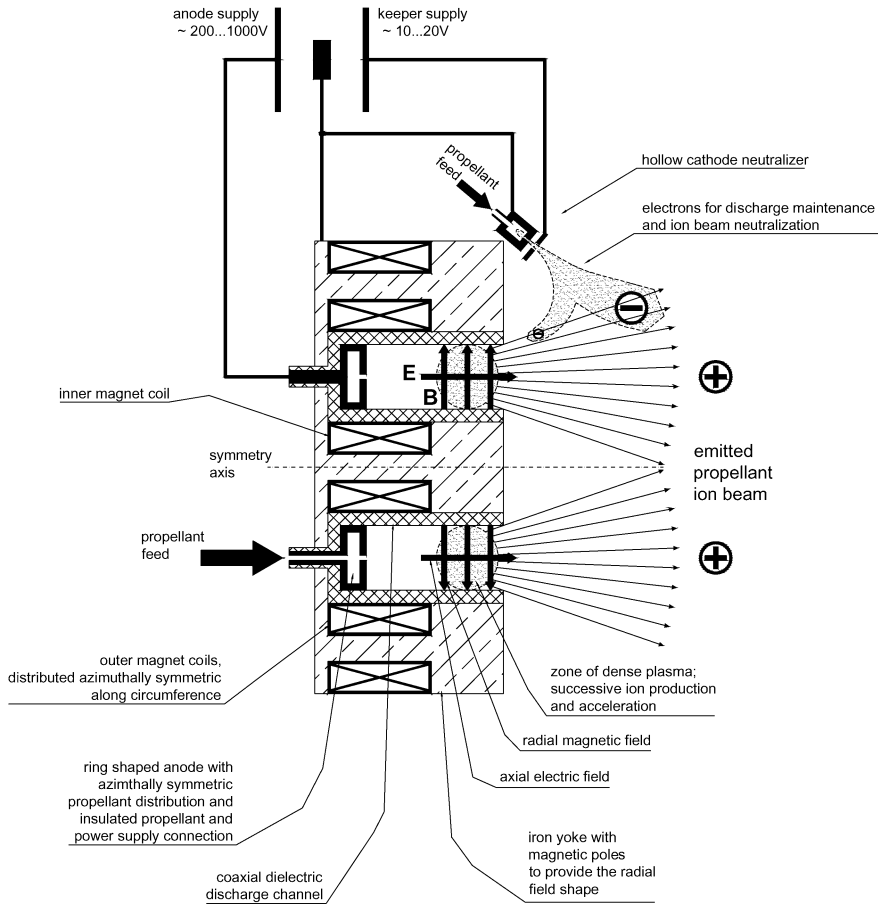 anode supply
~ 200...1000V
keeper supply
~ 10...20V
propellant
feed
hollow cathode neutralizer
electrons for discharge maintenance
and ion beam neutralization
E
B
inner magnet coil
symmetry
axis
emitted
propellant
ion beam
propellant
feed
outer magnet coils,
distributed azimuthally symmetric
along circumference
zone of dense plasma;
successive ion production
and acceleration
radial magnetic field
axial electric field
ring shaped anode with
azimthally symmetric
propellant distribution and
insulated propellant and
power supply connection
iron yoke with
magnetic poles
to provide the radial
field shape
coaxial dielectric
discharge channel